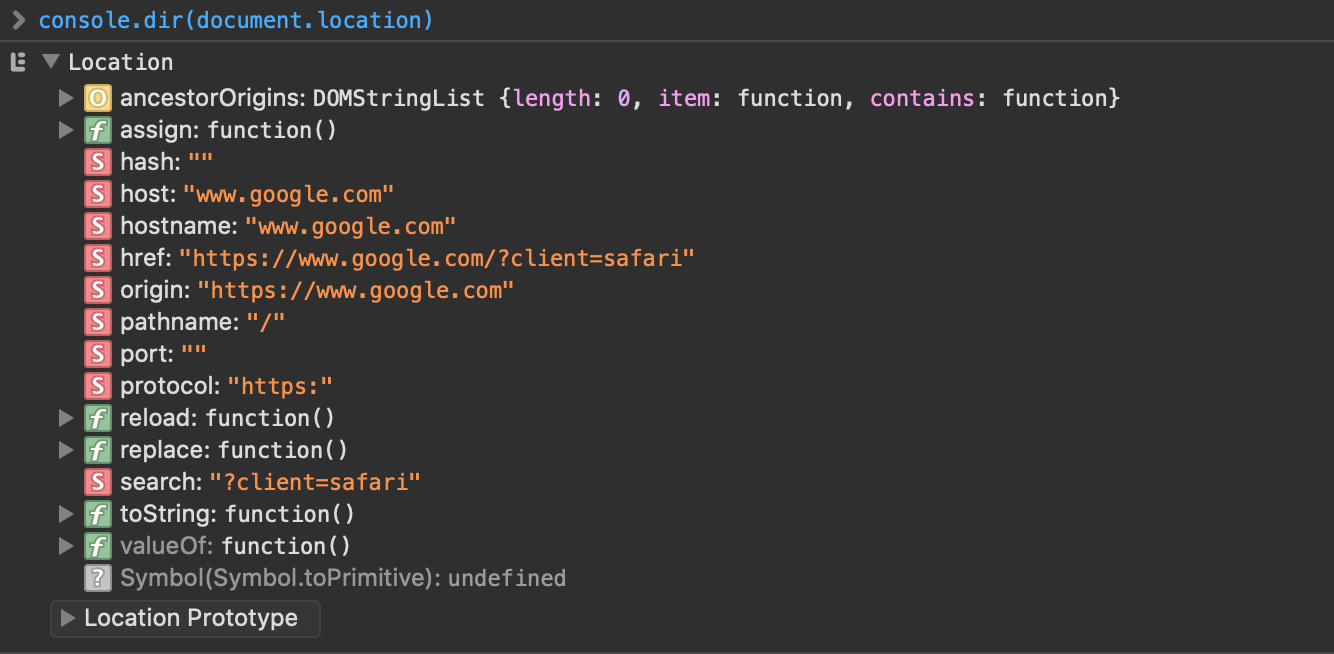 console.dir(document.location)
Location
O ancestorOrigins: DOMStringList {length: 0, item: function, contains: function}
f assign: function()
S hash: ""
S host: "www.google.com"
S hostname: "www.google.com"
S href: "https://www.google.com/?client=safari"
S origin: "https://www.google.com"
S pathname: "/"
S port: ""
S protocol: "https:"
f reload: function()
f replace: function()
S search: "?client=safari"
f toString: function()
f valueOf: function()
? Symbol(Symbol.toPrimitive): undefined
Location Prototype